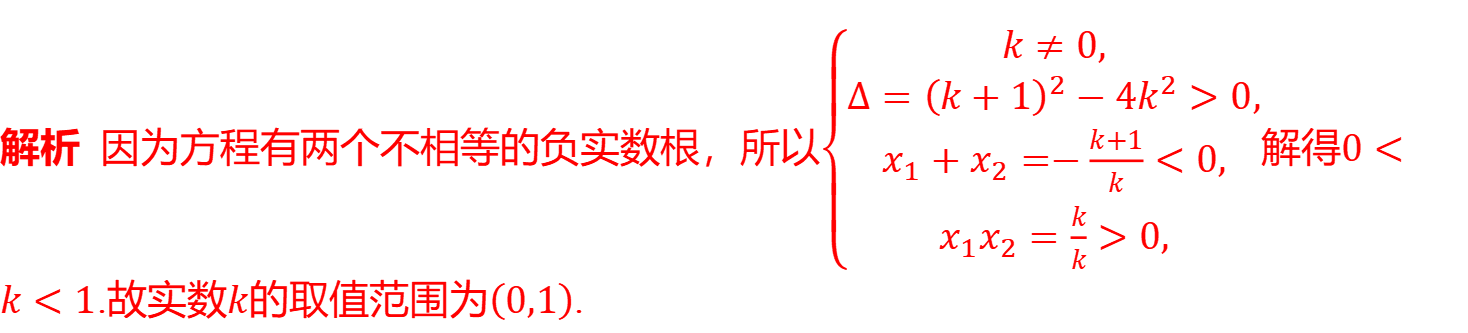 解析 因为方程有两个不相等的负实数根，所以{k ≠ 0, Δ = (k + 1)² − 4k² > 0, x₁ + x₂ =− (k+1)/k < 0, x₁x₂ = k/k > 0, 解得0 <
k < 1.故实数k的取值范围为(0,1).